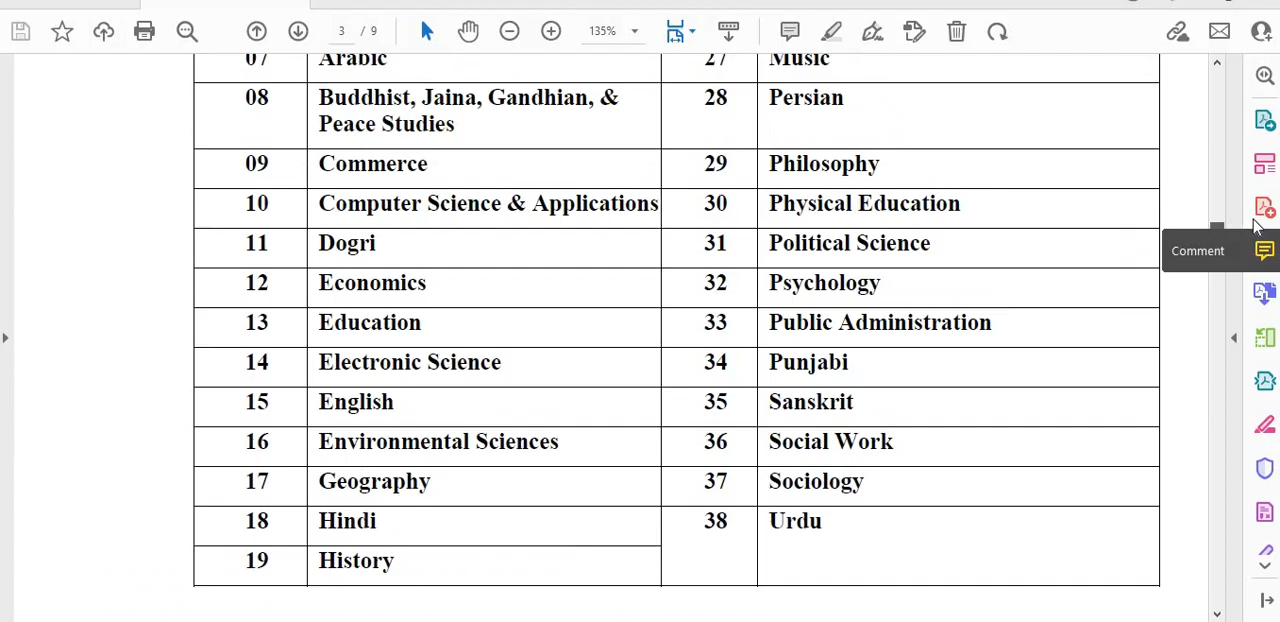 3 / 9
135%
07 Arabic 27 Music
08 Buddhist, Jaina, Gandhian, & 28 Persian
Peace Studies
09 Commerce 29 Philosophy
10 Computer Science & Applications 30 Physical Education
11 Dogri 31 Political Science
Comment
12 Economics 32 Psychology
13 Education 33 Public Administration
14 Electronic Science 34 Punjabi
15 English 35 Sanskrit
16 Environmental Sciences 36 Social Work
17 Geography 37 Sociology
18 Hindi 38 Urdu
19 History